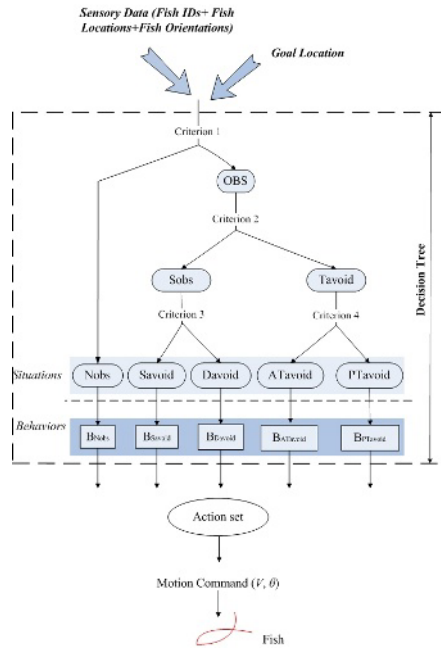 Sensory Data (Fish IDs+ Fish
Locations+Fish Orientations)
Goal Location
Criterion 1
OBS
Criterion 2
Sobs
Tavoid
Criterion 3
Criterion 4
Decision Tree
Situations
Nobs
Savoid
Davoid
ATavoid
PTavoid
Behaviors
BNobs
BSavoid
BDavoid
BATavoid
BPTavoid
Action set
Motion Command (V, θ)
Fish